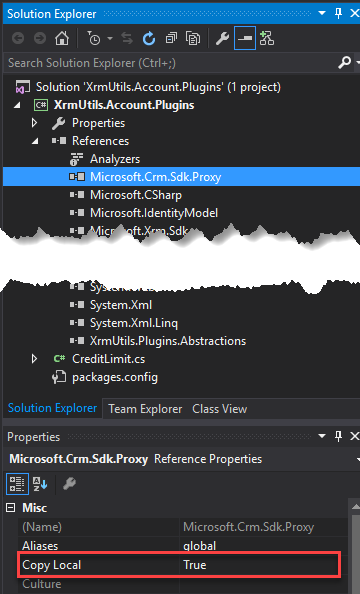 Solution Explorer
Search Solution Explorer (Ctrl+;)
Solution 'XrmUtils.Account.Plugins' (1 project)
C# XrmUtils.Account.Plugins
Properties
References
Analyzers
Microsoft.Crm.Sdk.Proxy
Microsoft.CSharp
Microsoft.IdentityModel
Microsoft.Xrm.Sdk
System.Xml
System.Xml.Linq
XrmUtils.Plugins.Abstractions
C# CreditLimit.cs
packages.config
Solution Explorer Team Explorer Class View
Properties
Microsoft.Crm.Sdk.Proxy Reference Properties
Misc
(Name) Microsoft.Crm.Sdk.Proxy
Aliases global
Copy Local True
Culture